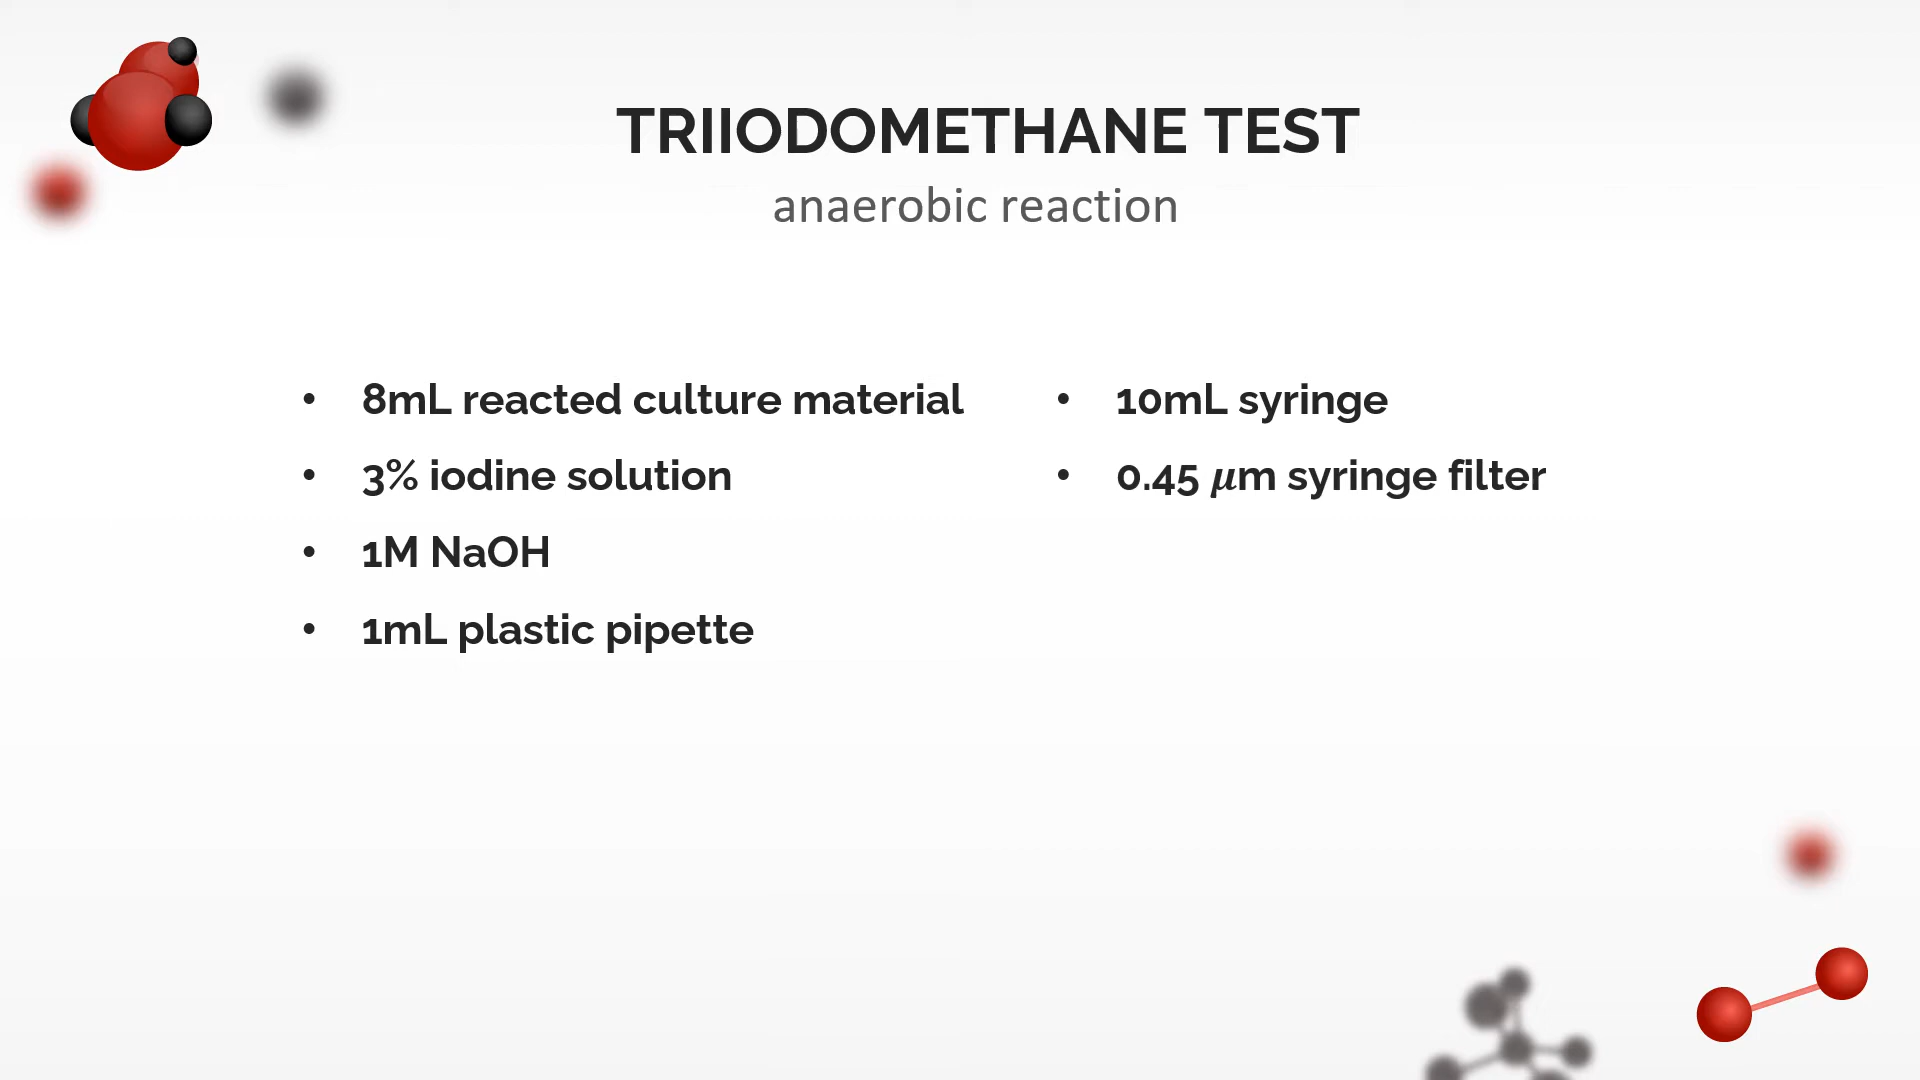 TRIIODOMETHANE TEST
anaerobic reaction
• 8mL reacted culture material
• 3% iodine solution
• 1M NaOH
• 1mL plastic pipette
• 10mL syringe
• 0.45 𝝁m syringe filter